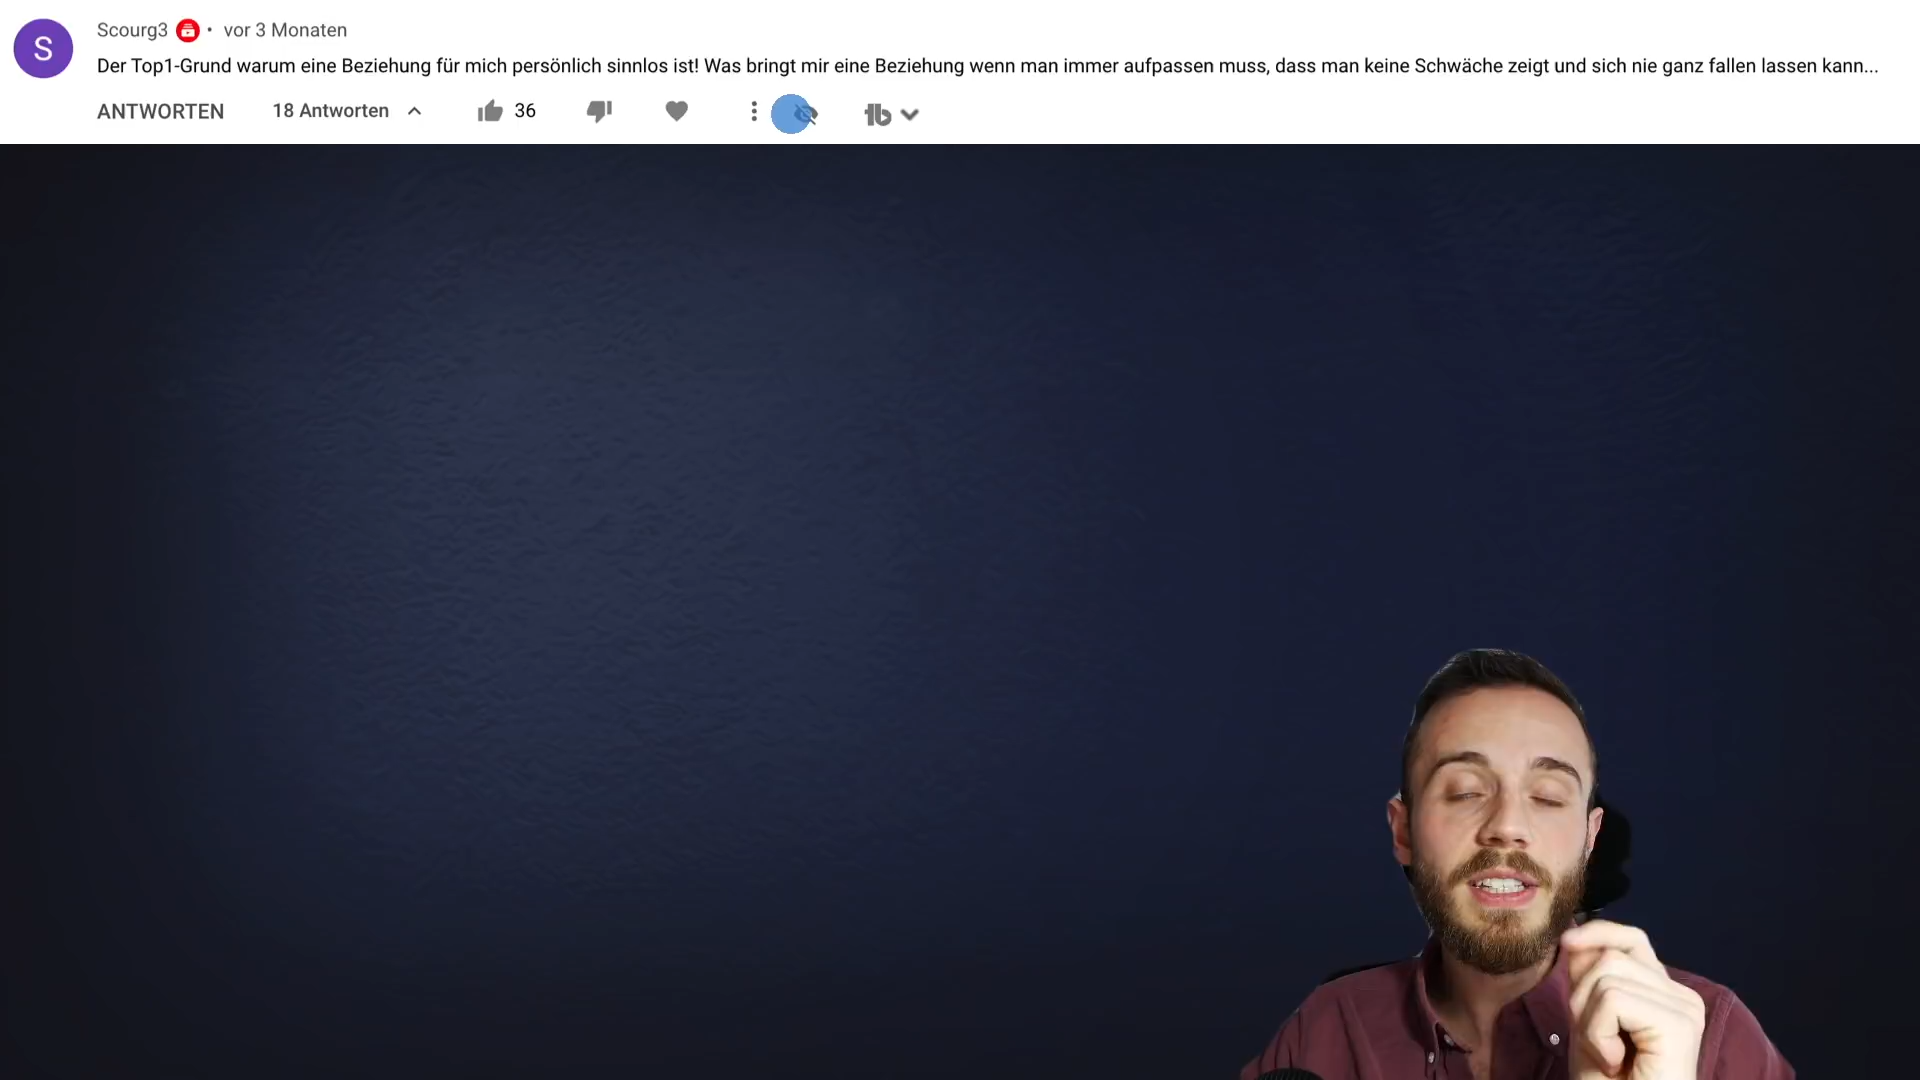 S
Scourg3 • vor 3 Monaten
Der Top1-Grund warum eine Beziehung für mich persönlich sinnlos ist! Was bringt mir eine Beziehung wenn man immer aufpassen muss, dass man keine Schwäche zeigt und sich nie ganz fallen lassen kann...
ANTWORTEN 18 Antworten 36 tb